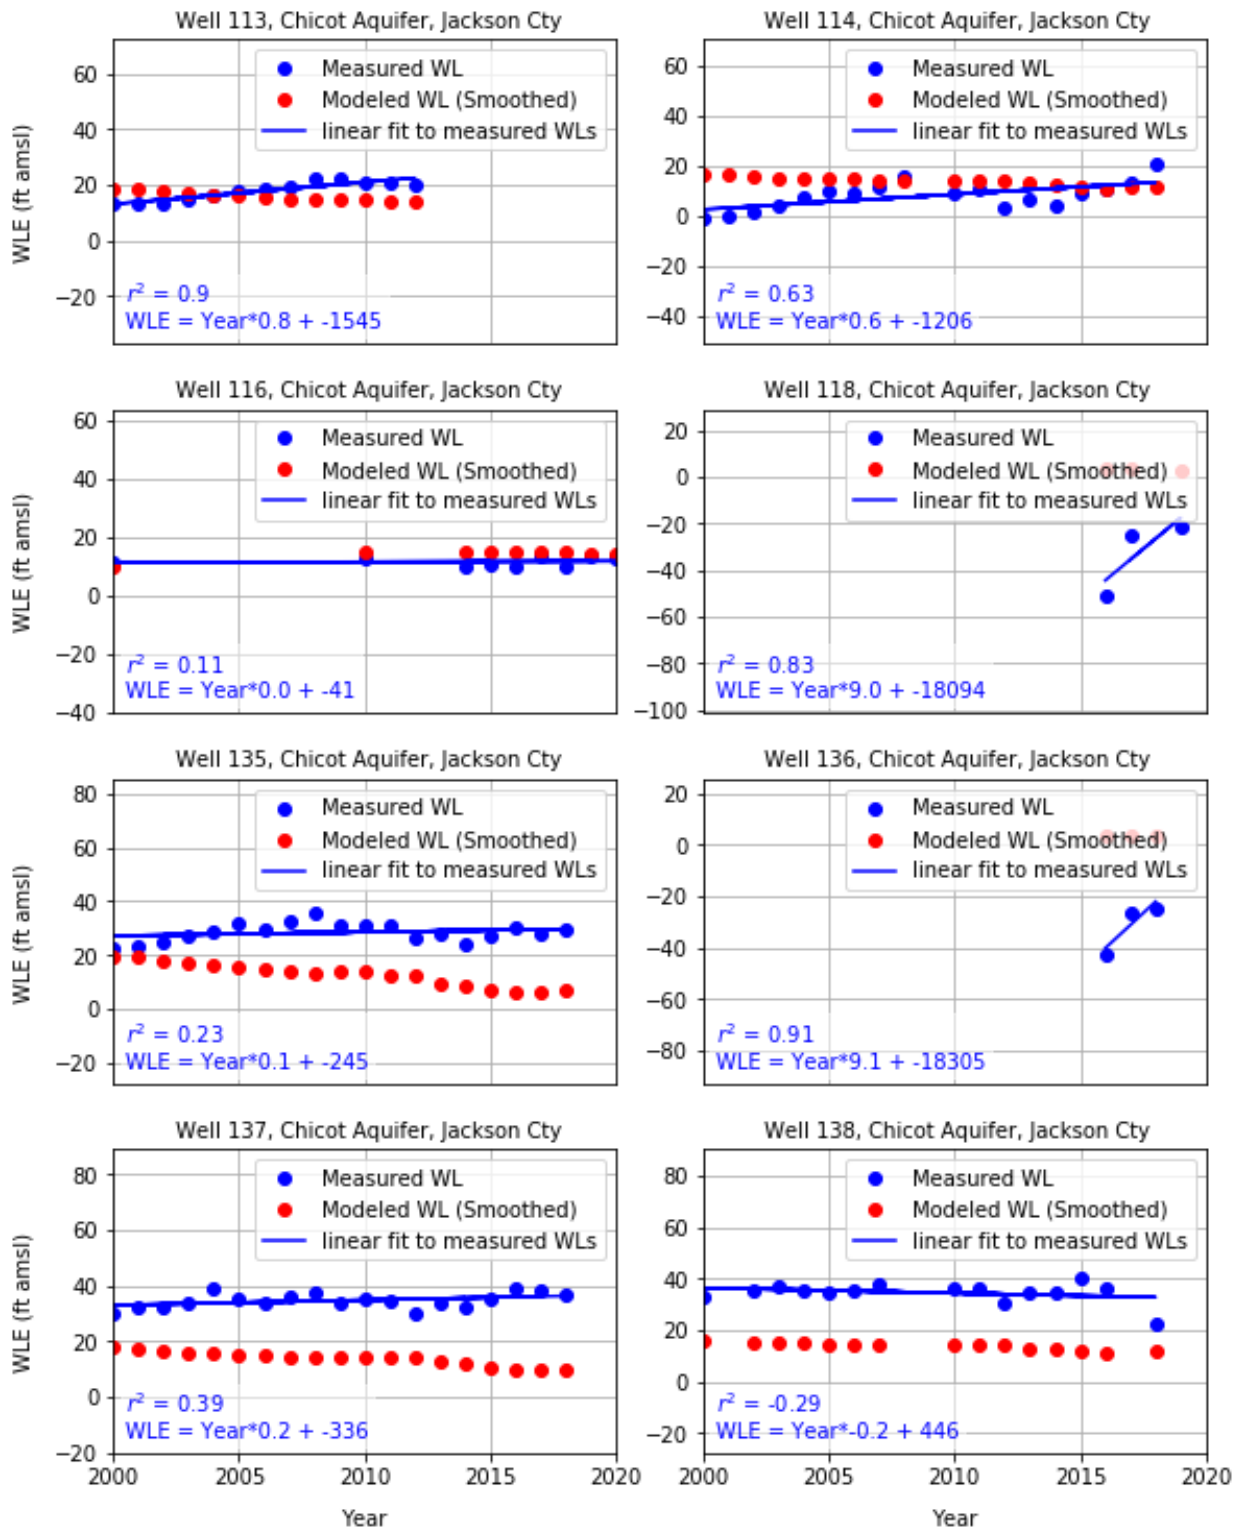 Well 113, Chicot Aquifer, Jackson Cty
WLE (ft amsl)
60
40
20
0
−20
Measured WL
Modeled WL (Smoothed)
linear fit to measured WLs
r² = 0.9
WLE = Year*0.8 + -1545
Well 114, Chicot Aquifer, Jackson Cty
60
40
20
0
−20
−40
Measured WL
Modeled WL (Smoothed)
linear fit to measured WLs
r² = 0.63
WLE = Year*0.6 + -1206
Well 116, Chicot Aquifer, Jackson Cty
WLE (ft amsl)
60
40
20
0
−20
−40
Measured WL
Modeled WL (Smoothed)
linear fit to measured WLs
r² = 0.11
WLE = Year*0.0 + -41
Well 118, Chicot Aquifer, Jackson Cty
20
0
−20
−40
−60
−80
−100
Measured WL
Modeled WL (Smoothed)
linear fit to measured WLs
r² = 0.83
WLE = Year*9.0 + -18094
Well 135, Chicot Aquifer, Jackson Cty
WLE (ft amsl)
80
60
40
20
0
−20
Measured WL
Modeled WL (Smoothed)
linear fit to measured WLs
r² = 0.23
WLE = Year*0.1 + -245
Well 136, Chicot Aquifer, Jackson Cty
20
0
−20
−40
−60
−80
Measured WL
Modeled WL (Smoothed)
linear fit to measured WLs
r² = 0.91
WLE = Year*9.1 + -18305
Well 137, Chicot Aquifer, Jackson Cty
WLE (ft amsl)
80
60
40
20
0
−20
Measured WL
Modeled WL (Smoothed)
linear fit to measured WLs
r² = 0.39
WLE = Year*0.2 + -336
2000 2005 2010 2015 2020
Year
Well 138, Chicot Aquifer, Jackson Cty
80
60
40
20
0
−20
Measured WL
Modeled WL (Smoothed)
linear fit to measured WLs
r² = -0.29
WLE = Year*-0.2 + 446
2000 2005 2010 2015 2020
Year